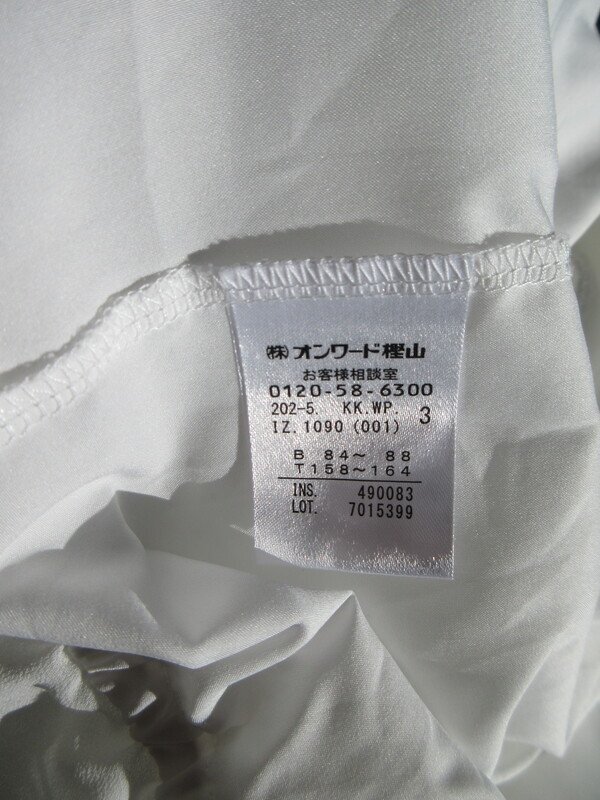 ㈱オンワード樫山
お客様相談室
0120-58-6300
202-5. KK.WP. 3
IZ.1090 (001)
B 84～ 88
T158～164
INS. 490083
LOT. 7015399